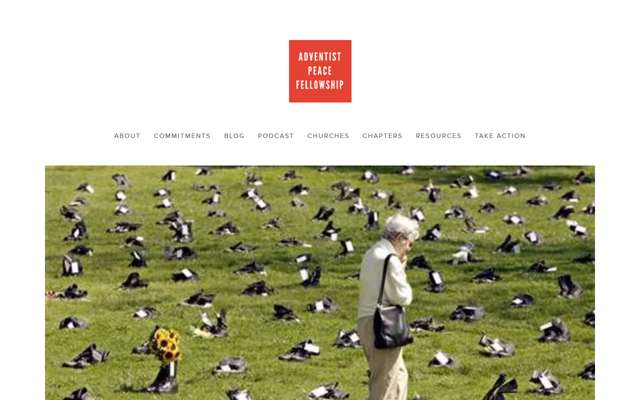 ADVENTIST
PEACE
FELLOWSHIP
ABOUT COMMITMENTS BLOG PODCAST CHURCHES CHAPTERS RESOURCES TAKE ACTION